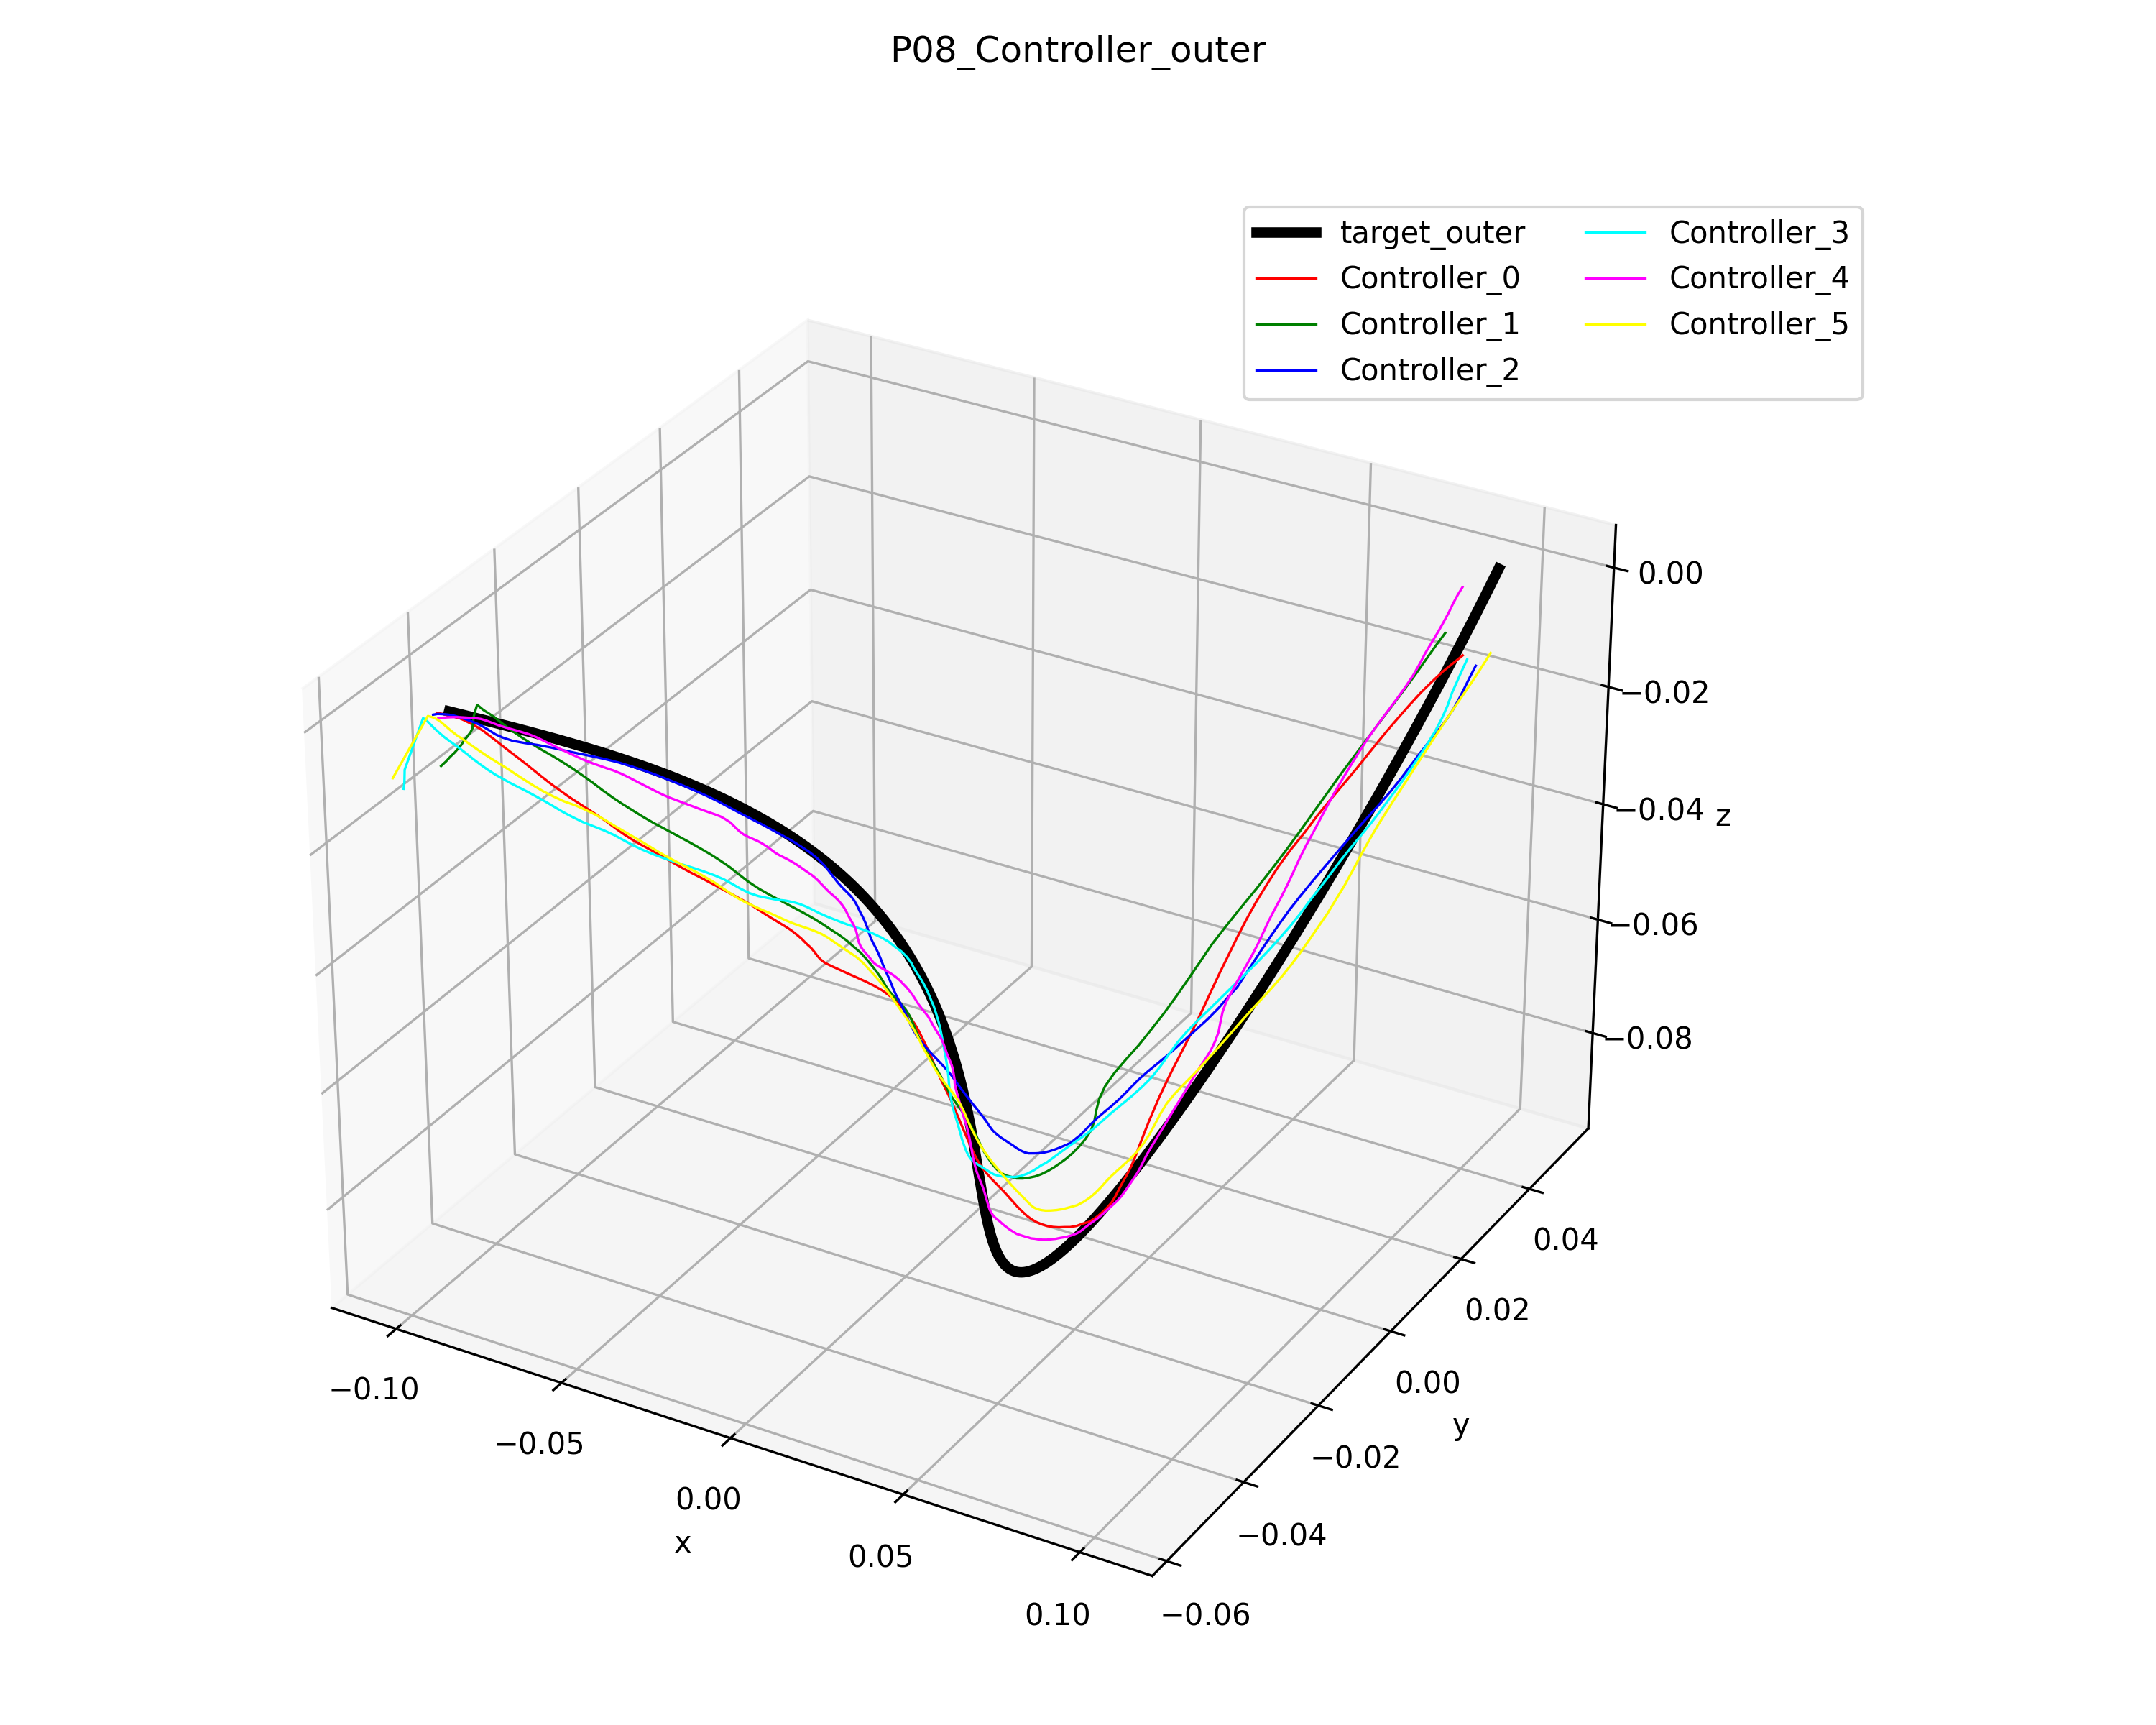 P08_Controller_outer
target_outer
Controller_0
Controller_1
Controller_2
Controller_3
Controller_4
Controller_5
0.00
−0.02
−0.04
z
−0.06
−0.08
0.04
0.02
0.00
y
−0.02
−0.04
−0.06
−0.10
−0.05
0.00
x
0.05
0.10